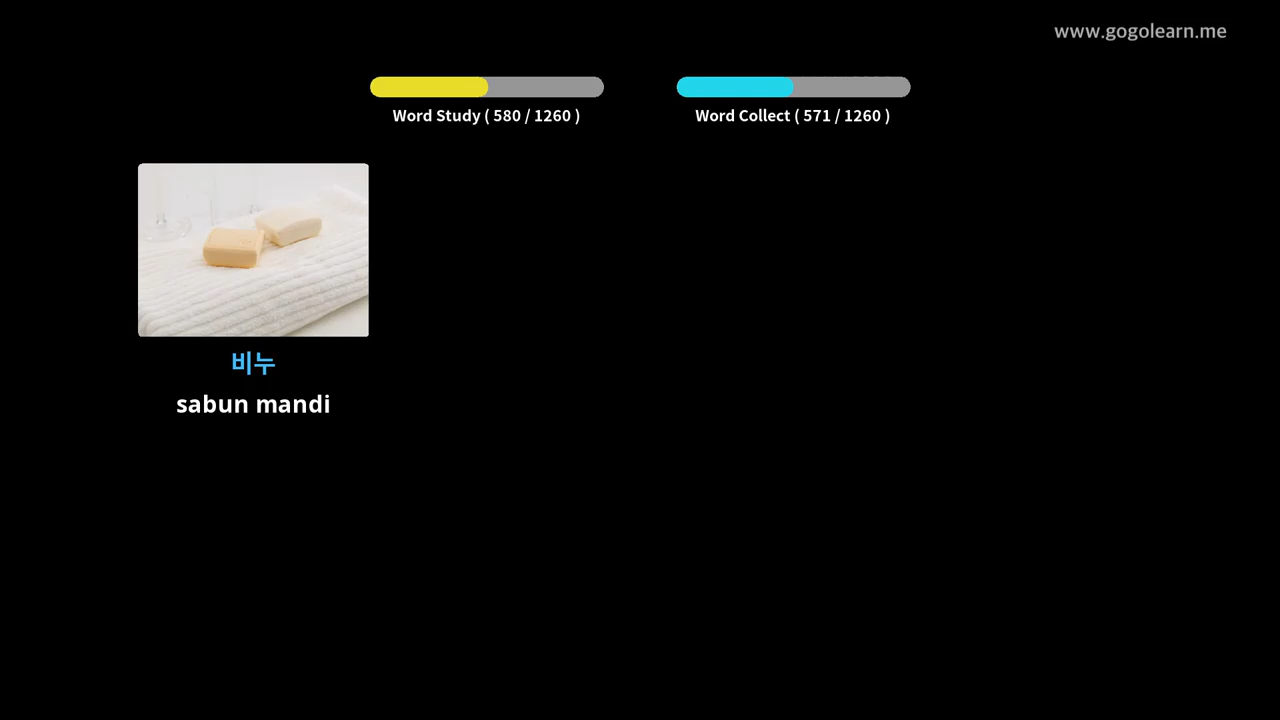 www.gogolearn.me
Word Study ( 580 / 1260 )
Word Collect ( 571 / 1260 )
비누
sabun mandi